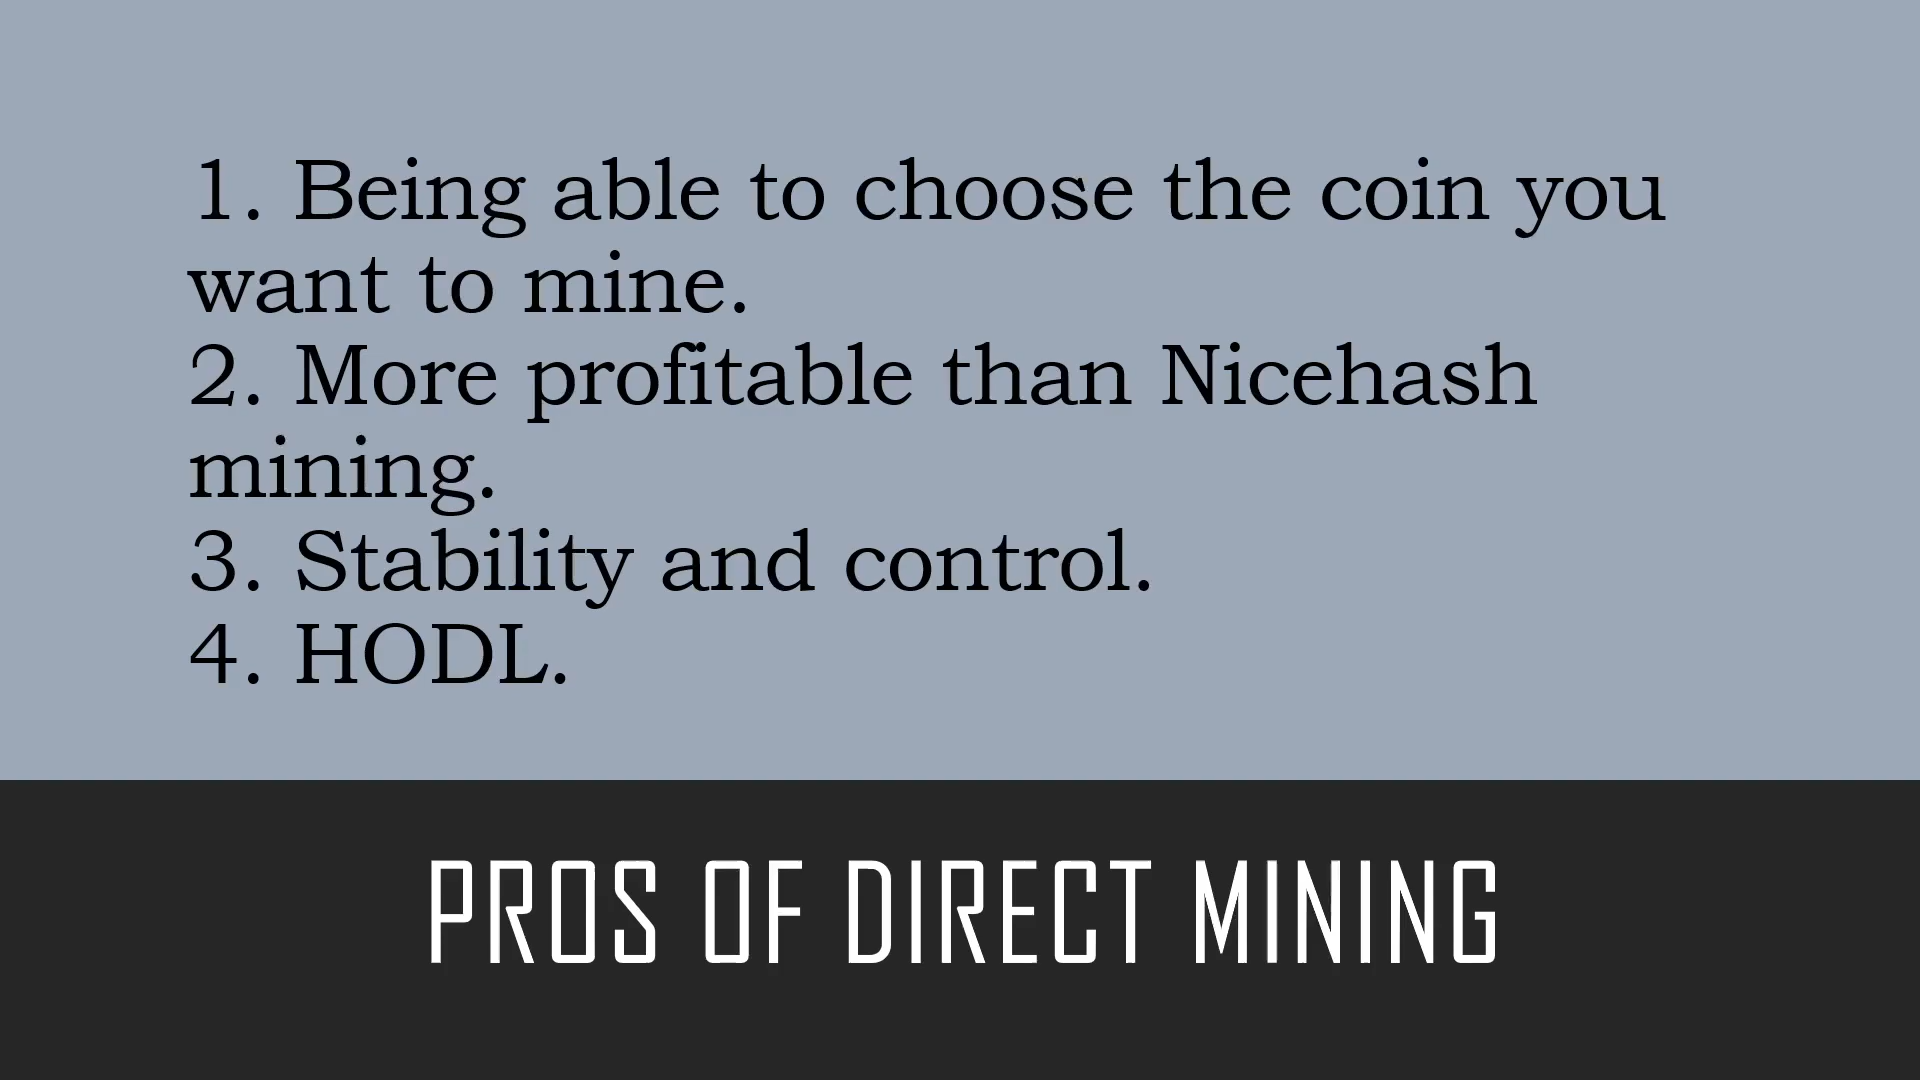 1. Being able to choose the coin you
want to mine.
2. More profitable than Nicehash
mining.
3. Stability and control.
4. HODL.
PROS OF DIRECT MINING